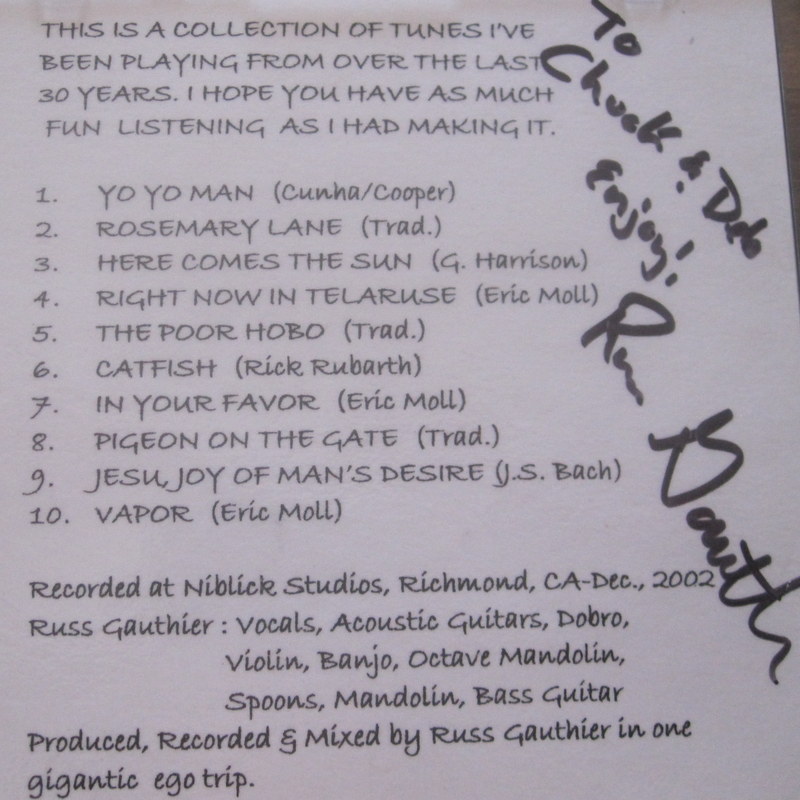 THIS IS A COLLECTION OF TUNES I'VE
BEEN PLAYING FROM OVER THE LAST
30 YEARS. I HOPE YOU HAVE AS MUCH
FUN LISTENING AS I HAD MAKING IT.
1. YO YO MAN (Cunha/Cooper)
2. ROSEMARY LANE (Trad.)
3. HERE COMES THE SUN (G. Harrison)
4. RIGHT NOW IN TELARUSE (Eric Moll)
5. THE POOR HOBO (Trad.)
6. CATFISH (Rick Rubarth)
7. IN YOUR FAVOR (Eric Moll)
8. PIGEON ON THE GATE (Trad.)
9. JESU, JOY OF MAN'S DESIRE (J.S. Bach)
10. VAPOR (Eric Moll)
Recorded at Niblick Studios, Richmond, CA-Dec., 2002
Russ Gauthier : Vocals, Acoustic Guitars, Dobro,
Violin, Banjo, Octave Mandolin,
Spoons, Mandolin, Bass Guitar
Produced, Recorded & Mixed by Russ Gauthier in one
gigantic ego trip.
To
Chuck & Deb
Enjoy!